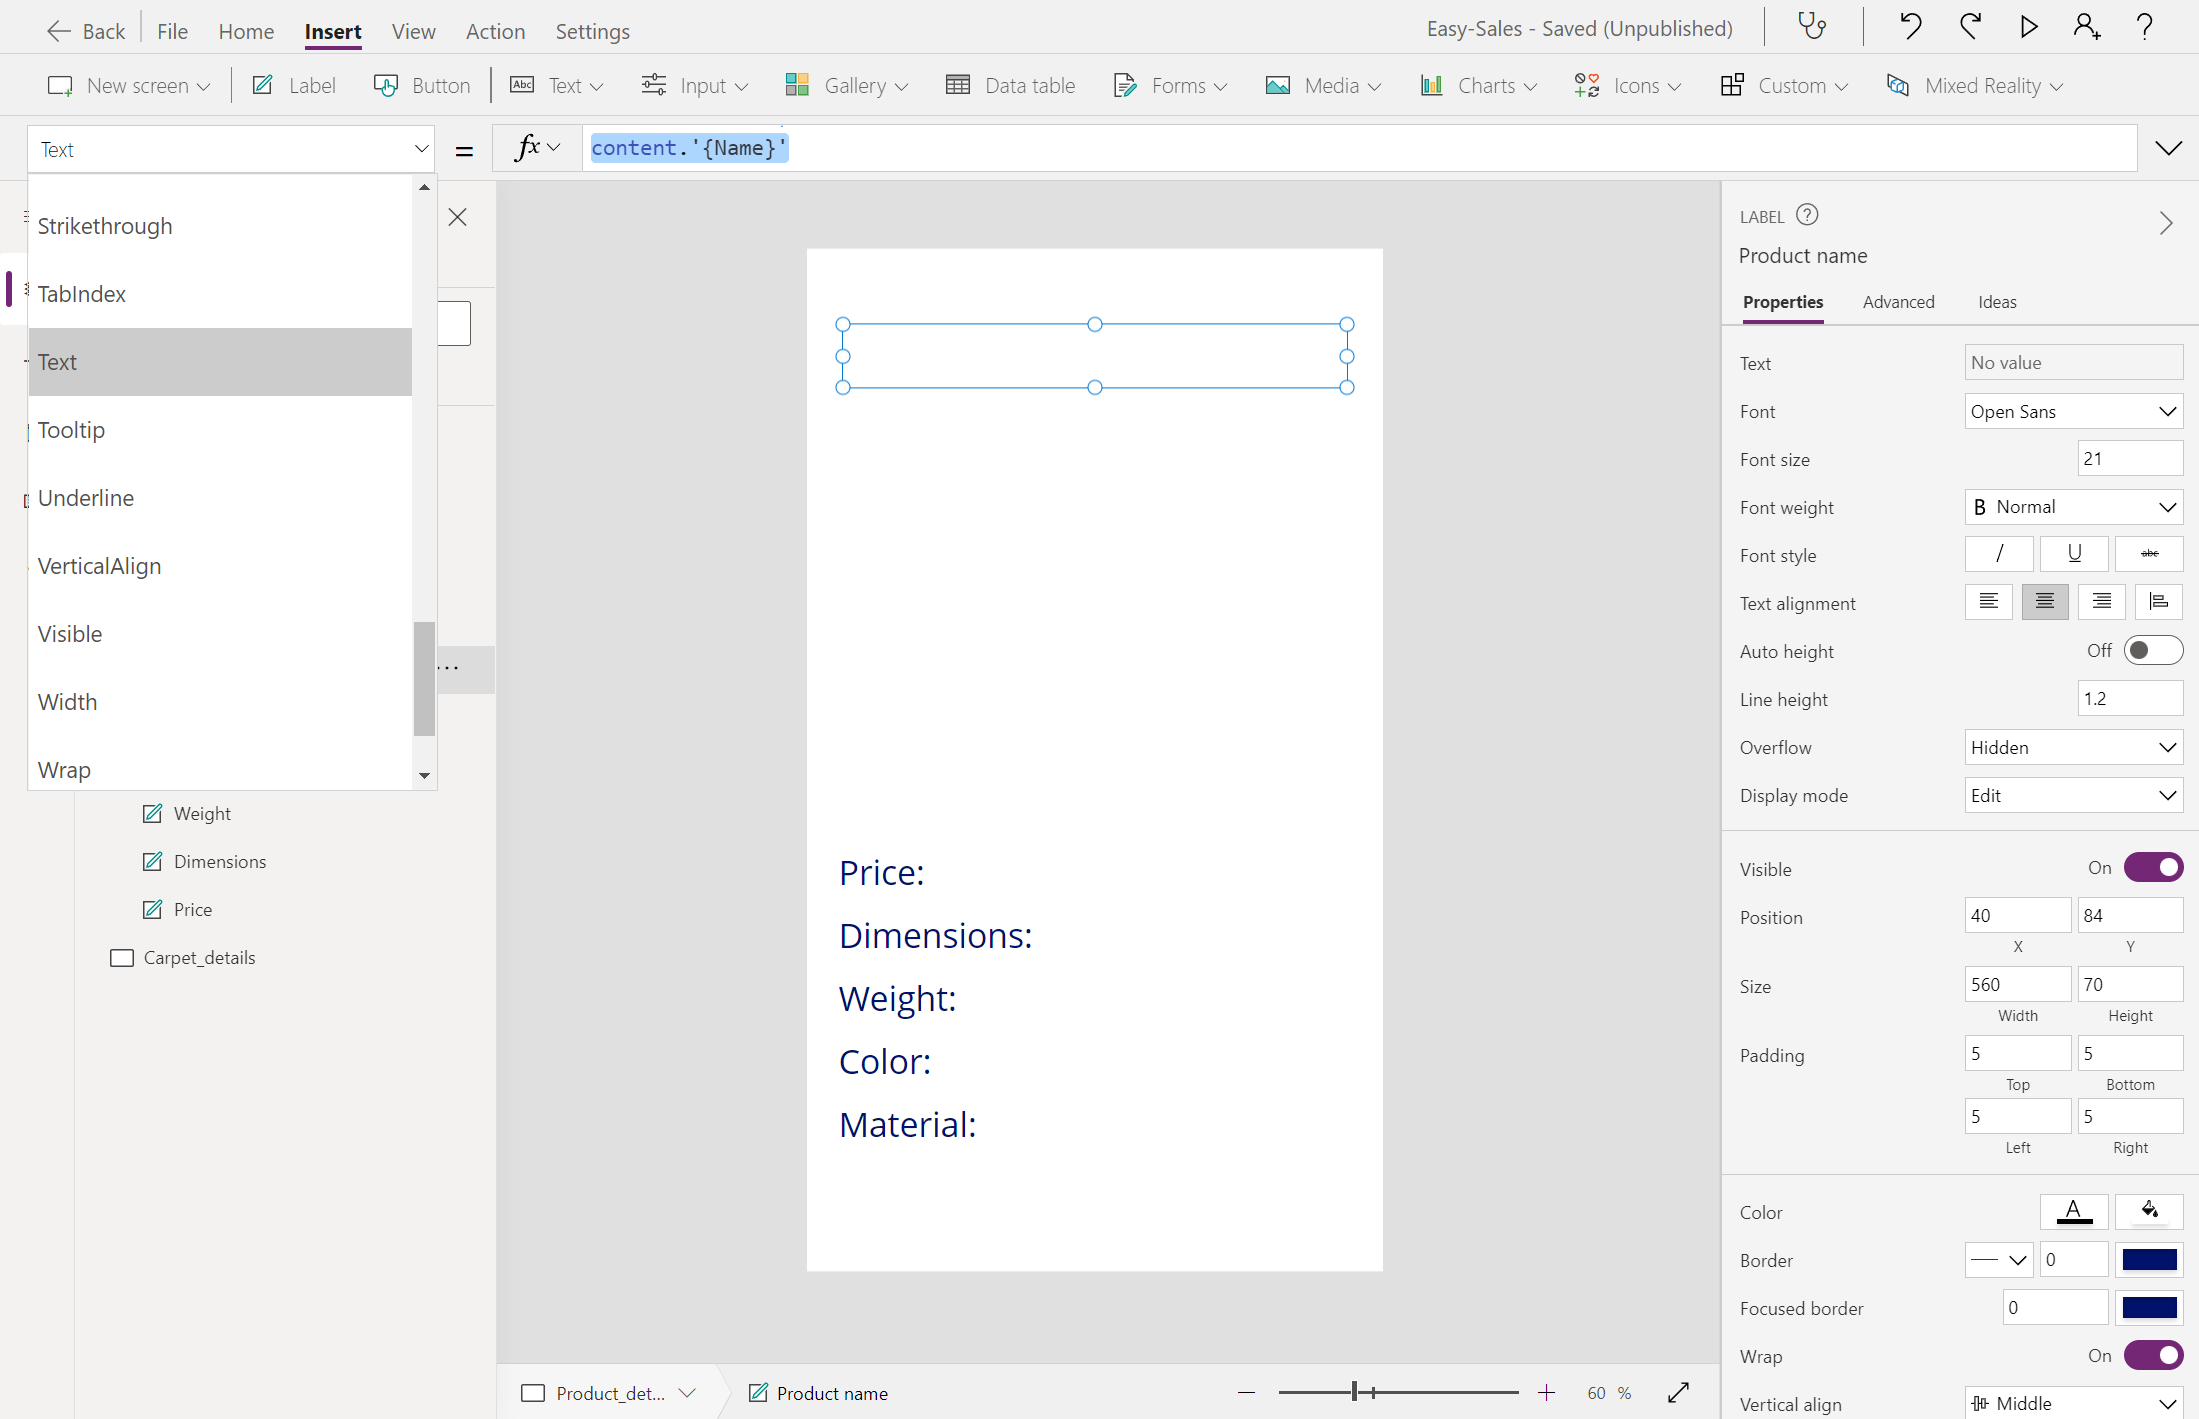 Back File Home Insert View Action Settings Easy-Sales - Saved (Unpublished)
New screen Label Button Abc Text Input Gallery Data table Forms Media Charts Icons Custom Mixed Reality
Text = fx content.'{Name}'
Strikethrough
TabIndex
Text
Tooltip
Underline
VerticalAlign
Visible
Width
Wrap
Weight
Dimensions
Price
Carpet_details
Price:
Dimensions:
Weight:
Color:
Material:
Product_det... Product name 60 %
LABEL
Product name
Properties Advanced Ideas
Text No value
Font Open Sans
Font size 21
Font weight B Normal
Font style / U abc
Text alignment
Auto height Off
Line height 1.2
Overflow Hidden
Display mode Edit
Visible On
Position 40 84
X Y
Size 560 70
Width Height
Padding 5 5
Top Bottom
5 5
Left Right
Color A
Border 0
Focused border 0
Wrap On
Vertical align Middle